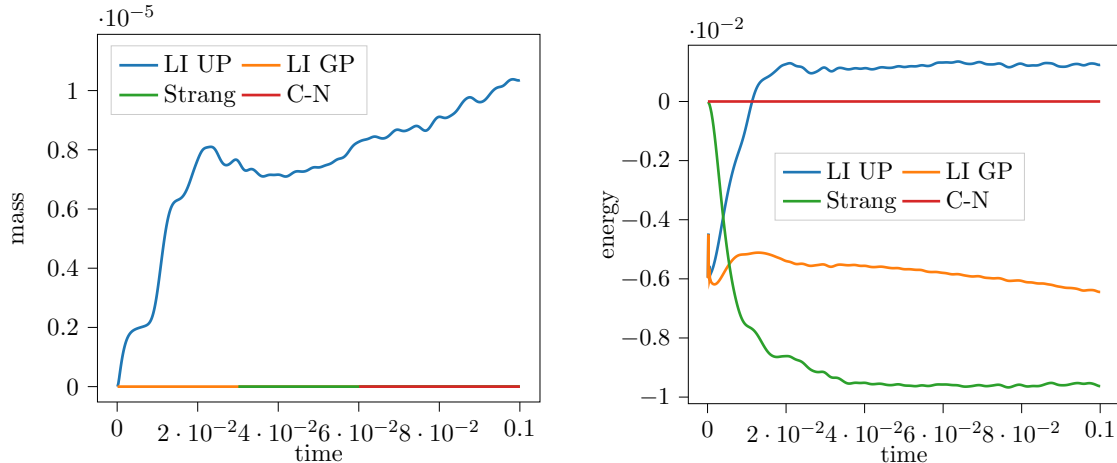 ·10⁻⁵
LI UP LI GP
Strang C-N
1
0.8
0.6
0.4
0.2
0
mass
0 2 · 10⁻² 4 · 10⁻² 6 · 10⁻² 8 · 10⁻² 0.1
time
·10⁻²
0
−0.2
−0.4
−0.6
−0.8
−1
energy
LI UP LI GP
Strang C-N
0 2 · 10⁻² 4 · 10⁻² 6 · 10⁻² 8 · 10⁻² 0.1
time